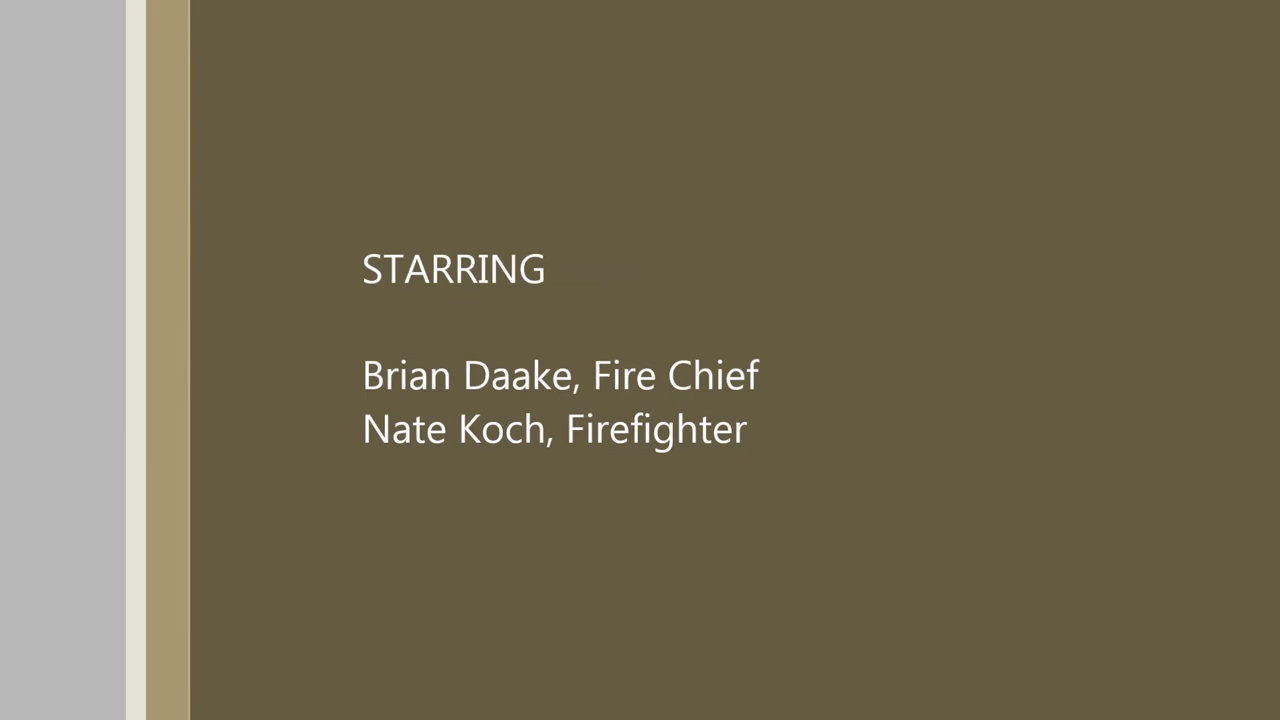 STARRING
Brian Daake, Fire Chief
Nate Koch, Firefighter